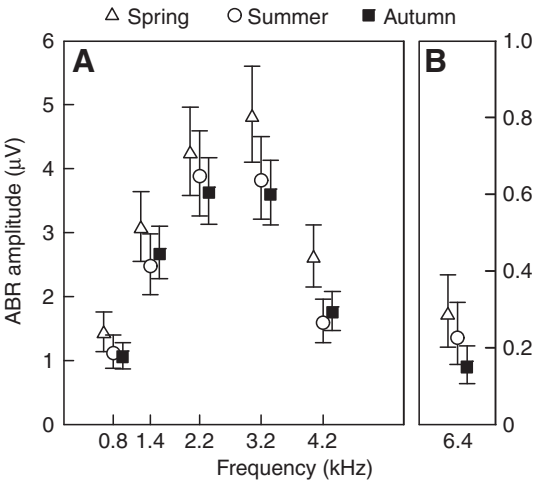 Spring Summer Autumn
A
B
6
5
4
3
2
1
0
ABR amplitude (μV)
1.0
0.8
0.6
0.4
0.2
0
0.8 1.4 2.2 3.2 4.2 6.4
Frequency (kHz)